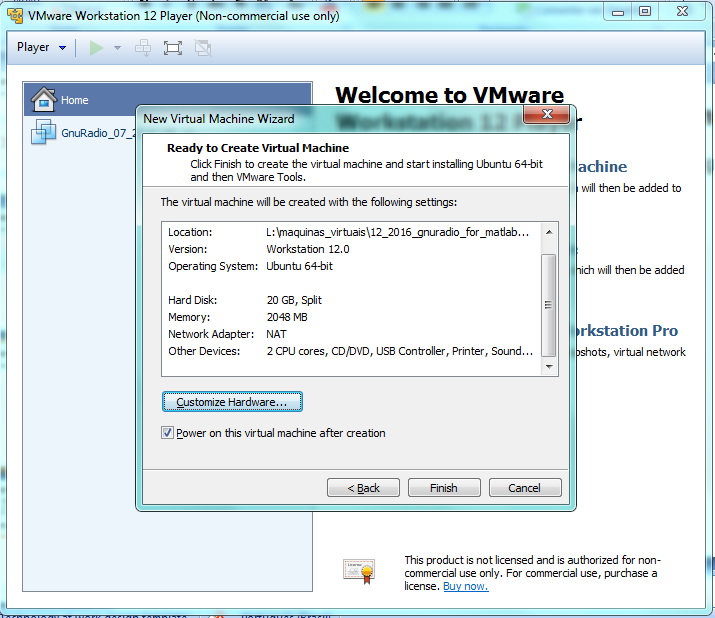 VMware Workstation 12 Player (Non-commercial use only)
Player
Home
GnuRadio_07_2
Welcome to VMware
Workstation 12 Player
achine
will then be added to
hich will then be added
orkstation Pro
pshots, virtual network
New Virtual Machine Wizard
Ready to Create Virtual Machine
Click Finish to create the virtual machine and start installing Ubuntu 64-bit
and then VMware Tools.
The virtual machine will be created with the following settings:
Location: L:\maquinas_virtuais\12_2016_gnuradio_for_matlab...
Version: Workstation 12.0
Operating System: Ubuntu 64-bit
Hard Disk: 20 GB, Split
Memory: 2048 MB
Network Adapter: NAT
Other Devices: 2 CPU cores, CD/DVD, USB Controller, Printer, Sound...
Customize Hardware...
Power on this virtual machine after creation
< Back
Finish
Cancel
This product is not licensed and is authorized for non-
commercial use only. For commercial use, purchase a
license. Buy now.